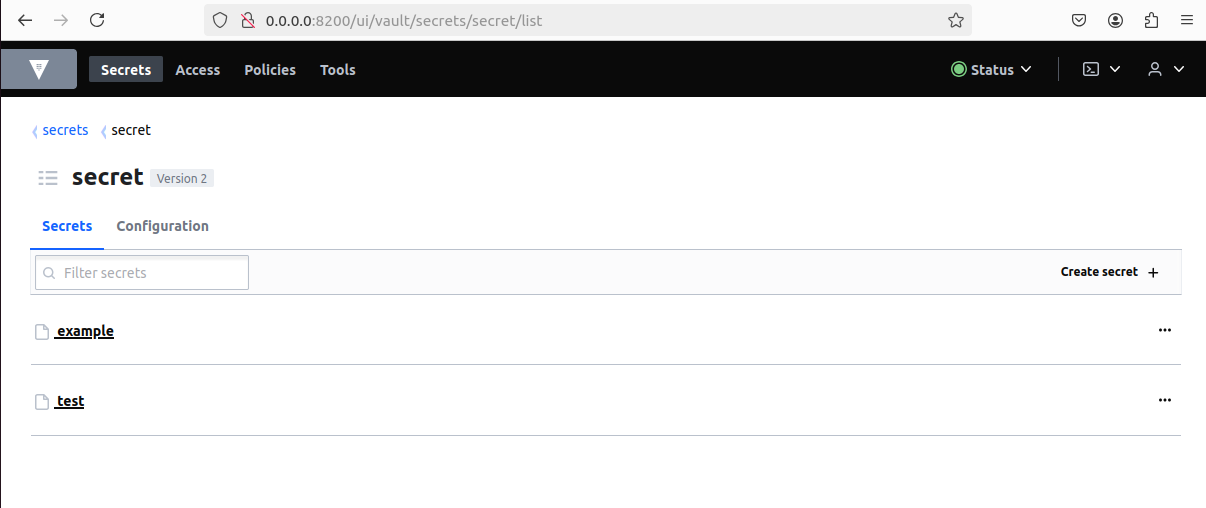 0.0.0.0:8200/ui/vault/secrets/secret/list
Secrets Access Policies Tools Status
secrets secret
secret Version 2
Secrets Configuration
Filter secrets Create secret +
example
test